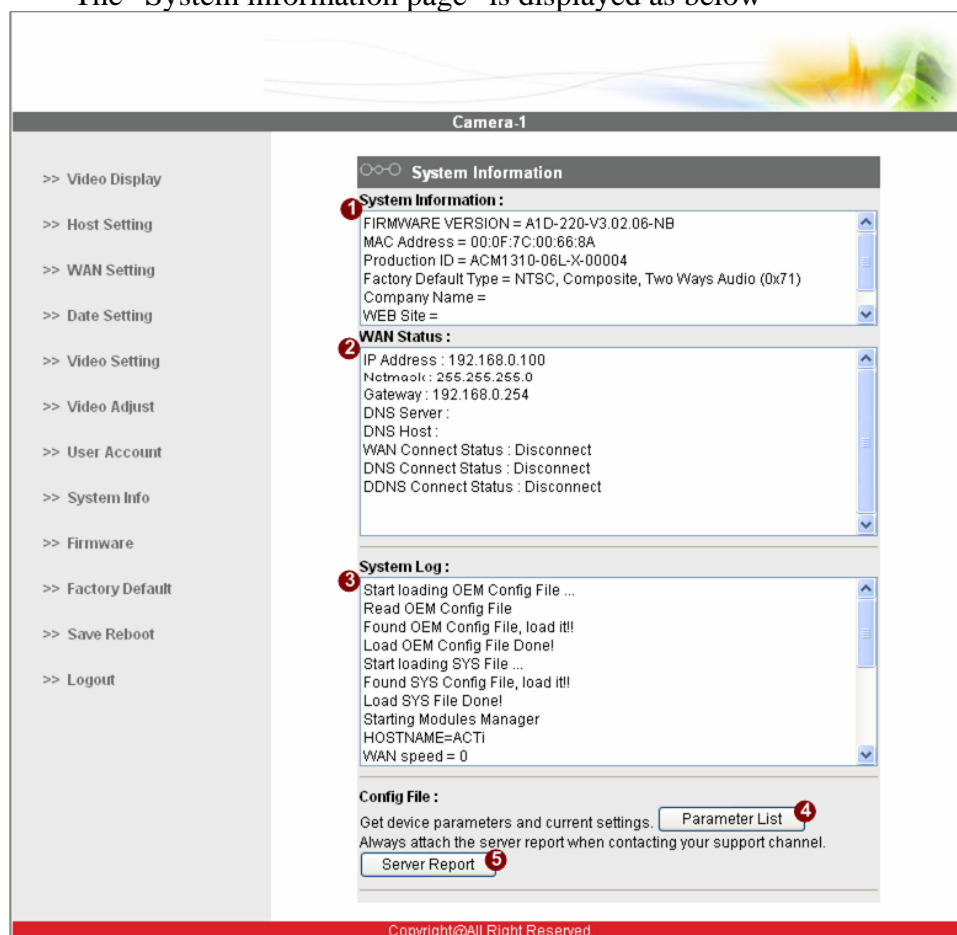 The "System information page" is displayed as below
Camera-1
>> Video Display
>> Host Setting
>> WAN Setting
>> Date Setting
>> Video Setting
>> Video Adjust
>> User Account
>> System Info
>> Firmware
>> Factory Default
>> Save Reboot
>> Logout
System Information
System Information :
1
FIRMWARE VERSION = A1D-220-V3.02.06-NB
MAC Address = 00:0F:7C:00:66:8A
Production ID = ACM1310-06L-X-00004
Factory Default Type = NTSC, Composite, Two Ways Audio (0x71)
Company Name =
WEB Site =
WAN Status :
2
IP Address : 192.168.0.100
Netmask : 255.255.255.0
Gateway : 192.168.0.254
DNS Server :
DNS Host :
WAN Connect Status : Disconnect
DNS Connect Status : Disconnect
DDNS Connect Status : Disconnect
System Log :
3
Start loading OEM Config File ...
Read OEM Config File
Found OEM Config File, load it!!
Load OEM Config File Done!
Start loading SYS File ...
Found SYS Config File, load it!!
Load SYS File Done!
Starting Modules Manager
HOSTNAME=ACTi
WAN speed = 0
Config File :
Get device parameters and current settings. Parameter List 4
Always attach the server report when contacting your support channel.
Server Report 5
Copyright@All Right Reserved